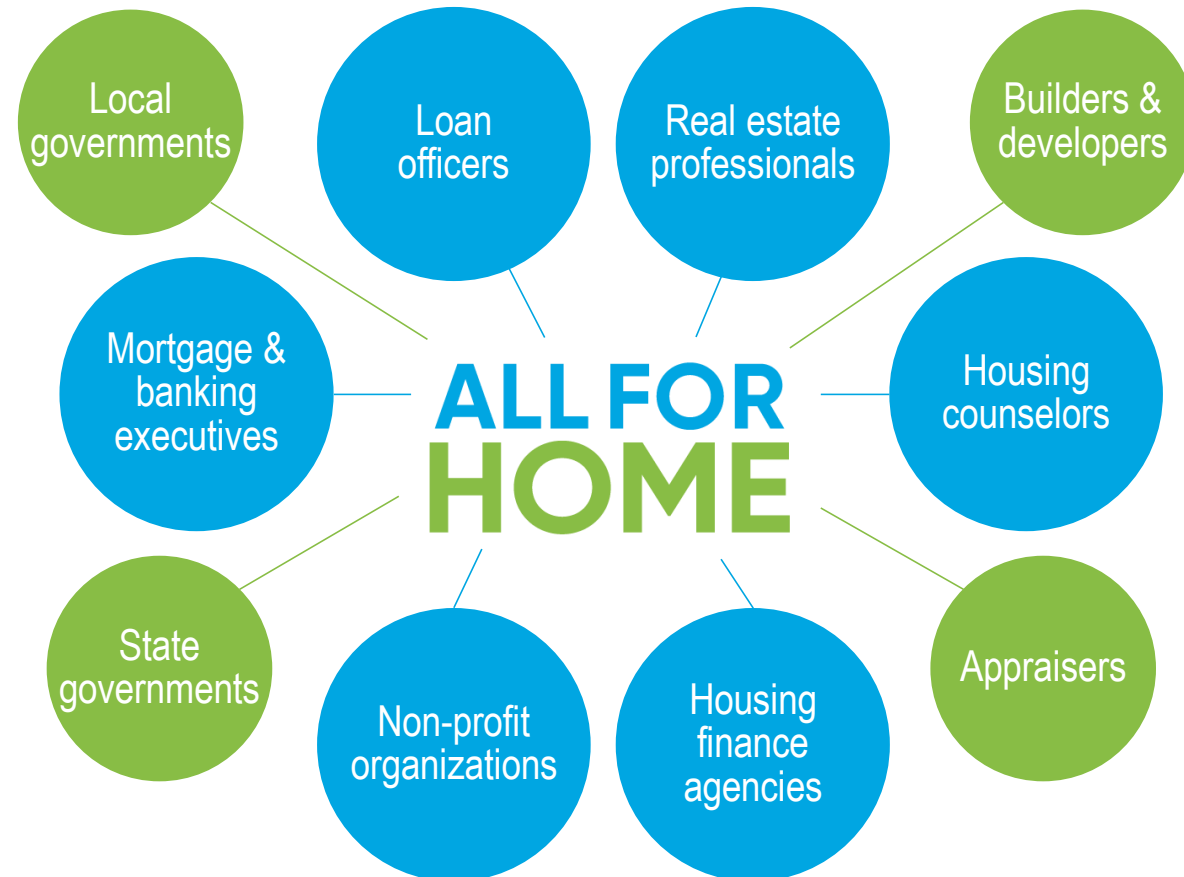 Local
governments
Loan
officers
Real estate
professionals
Builders &
developers
Mortgage &
banking
executives
ALL FOR
HOME
Housing
counselors
State
governments
Non-profit
organizations
Housing
finance
agencies
Appraisers